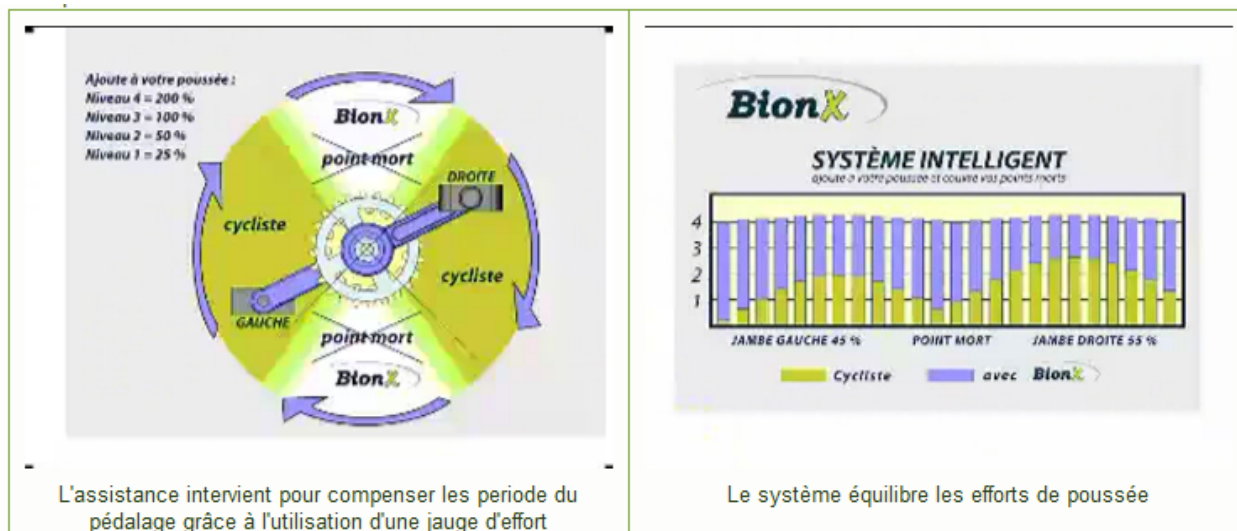 Ajoute à votre poussée :
Niveau 4 = 200 %
Niveau 3 = 100 %
Niveau 2 = 50 %
Niveau 1 = 25 %
BionX
point mort
DROITE
cycliste
cycliste
GAUCHE
point mort
BionX
L'assistance intervient pour compenser les periode du
pédalage grâce à l'utilisation d'une jauge d'effort
BionX
SYSTÈME INTELLIGENT
ajoute à votre poussée et couvre vos points morts
4
3
2
1
JAMBE GAUCHE 45 %
POINT MORT
JAMBE DROITE 55 %
Cycliste
avec BionX
Le système équilibre les efforts de poussée